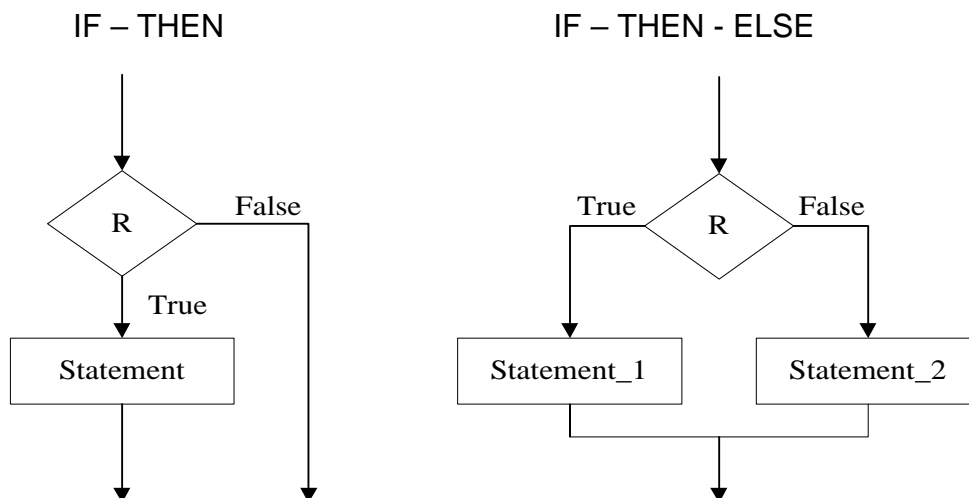 IF – THEN
R
False
True
Statement
IF – THEN - ELSE
True
R
False
Statement_1
Statement_2